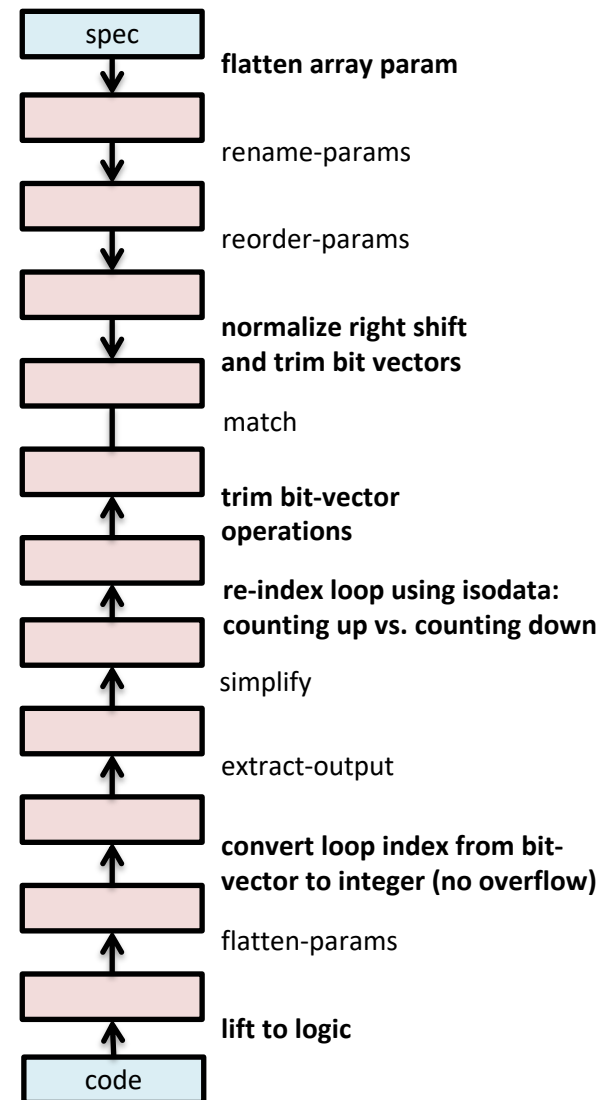 spec
flatten array param
rename-params
reorder-params
normalize right shift
and trim bit vectors
match
trim bit-vector
operations
re-index loop using isodata:
counting up vs. counting down
simplify
extract-output
convert loop index from bit-
vector to integer (no overflow)
flatten-params
lift to logic
code